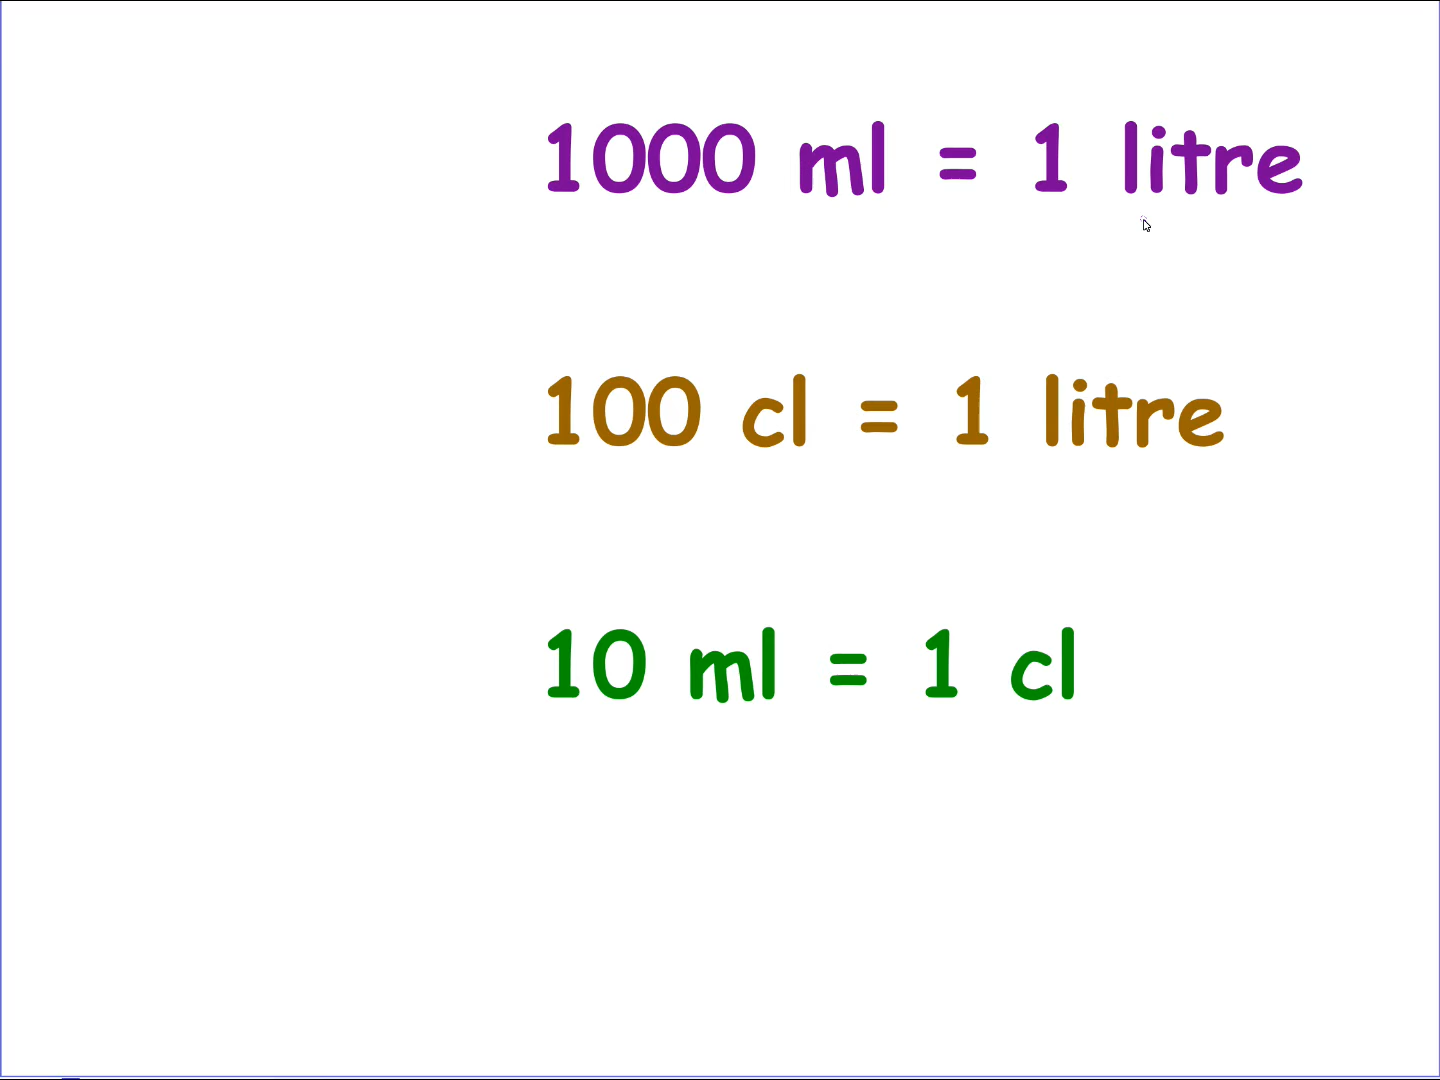 1000 ml = 1 litre
100 cl = 1 litre
10 ml = 1 cl